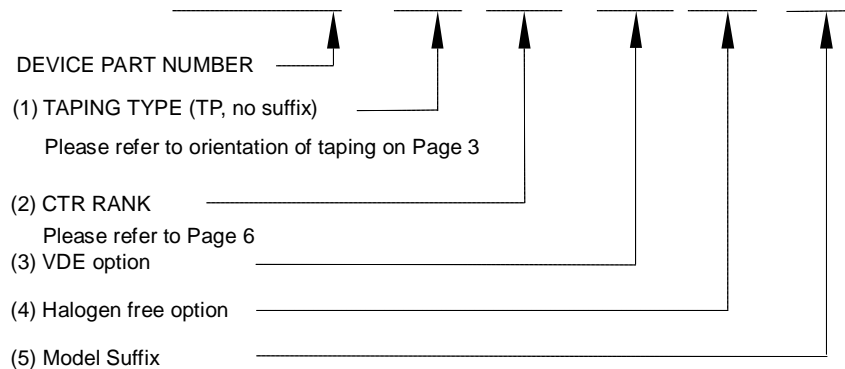 DEVICE PART NUMBER
(1) TAPING TYPE (TP, no suffix)
Please refer to orientation of taping on Page 3
(2) CTR RANK
Please refer to Page 6
(3) VDE option
(4) Halogen free option
(5) Model Suffix